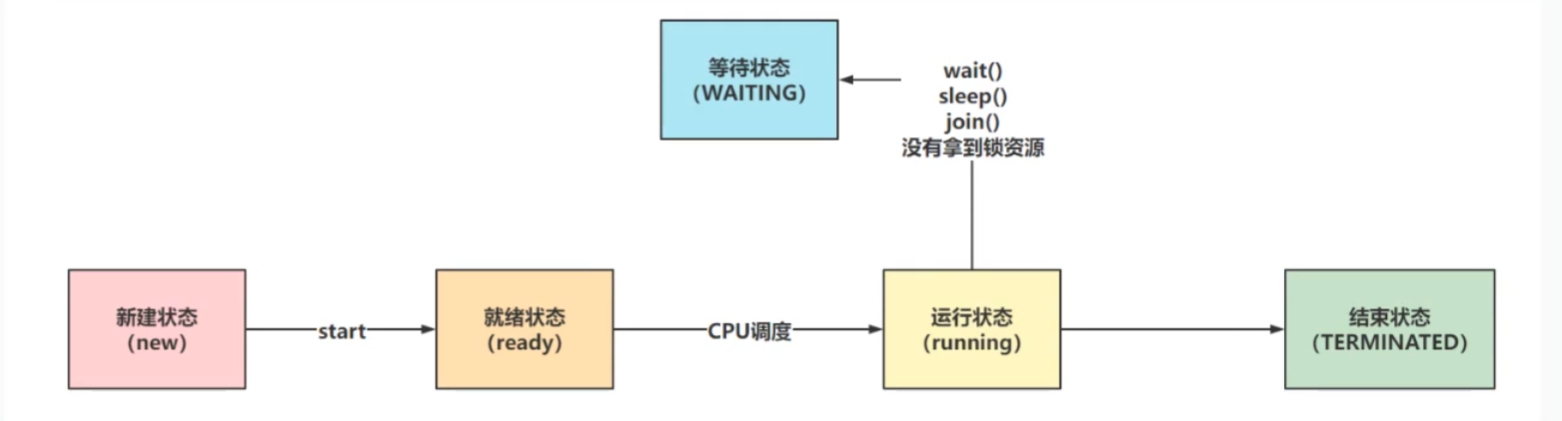 等待状态
（WAITING）
wait()
sleep()
join()
没有拿到锁资源
新建状态
（new）
start
就绪状态
（ready）
CPU调度
运行状态
（running）
结束状态
（TERMINATED）